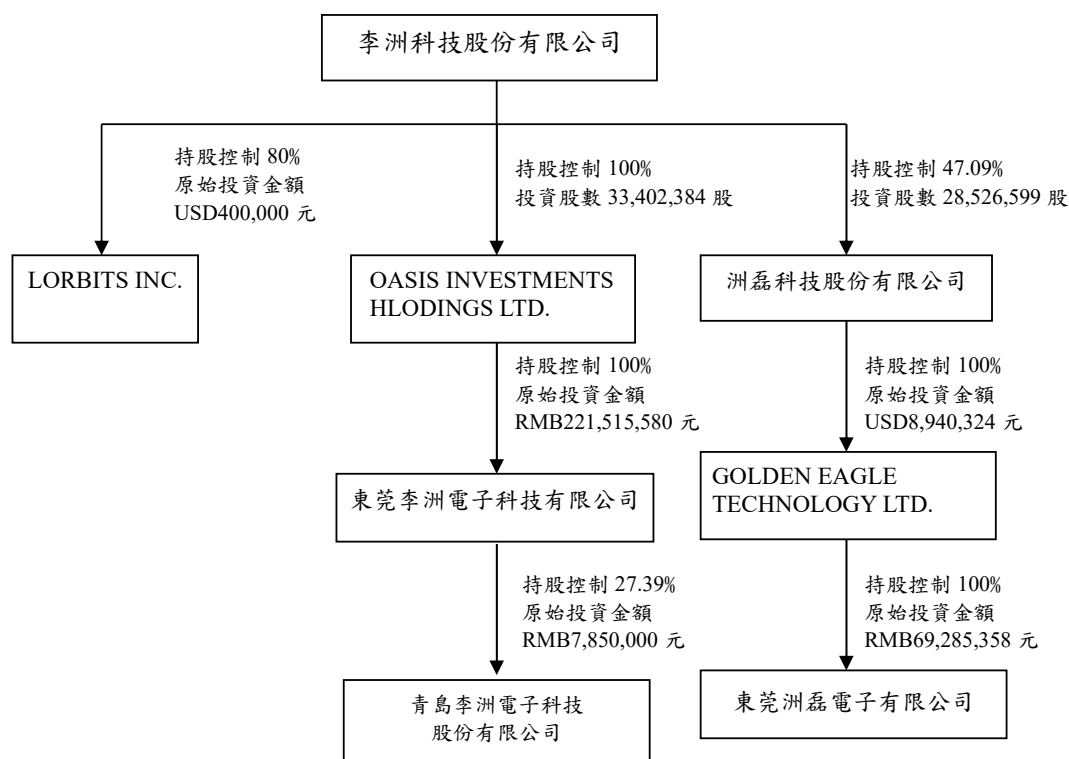 李洲科技股份有限公司
持股控制 80%
原始投資金額
USD400,000 元
持股控制 100%
投資股數 33,402,384 股
持股控制 47.09%
投資股數 28,526,599 股
LORBITS INC.
OASIS INVESTMENTS
HLODINGS LTD.
洲磊科技股份有限公司
持股控制 100%
原始投資金額
RMB221,515,580 元
持股控制 100%
原始投資金額
USD8,940,324 元
東莞李洲電子科技有限公司
GOLDEN EAGLE
TECHNOLOGY LTD.
持股控制 27.39%
原始投資金額
RMB7,850,000 元
持股控制 100%
原始投資金額
RMB69,285,358 元
青島李洲電子科技
股份有限公司
東莞洲磊電子有限公司